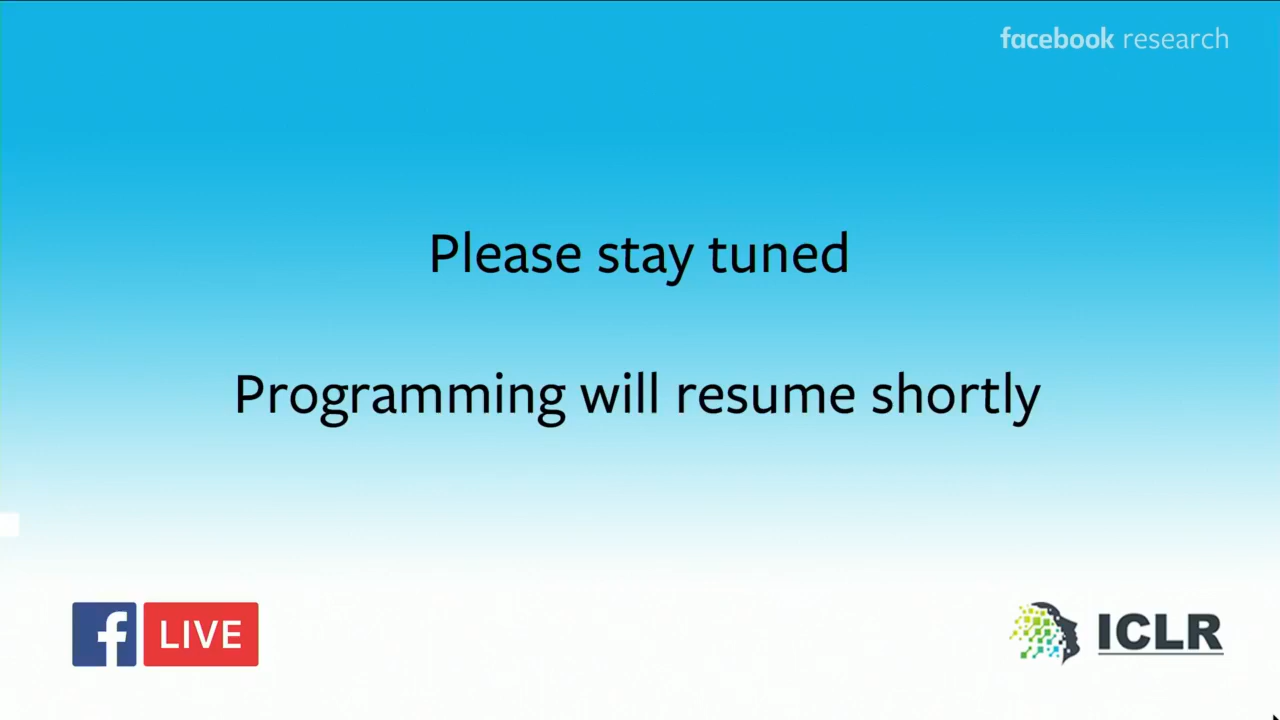 facebook research
Please stay tuned
Programming will resume shortly
f LIVE
ICLR